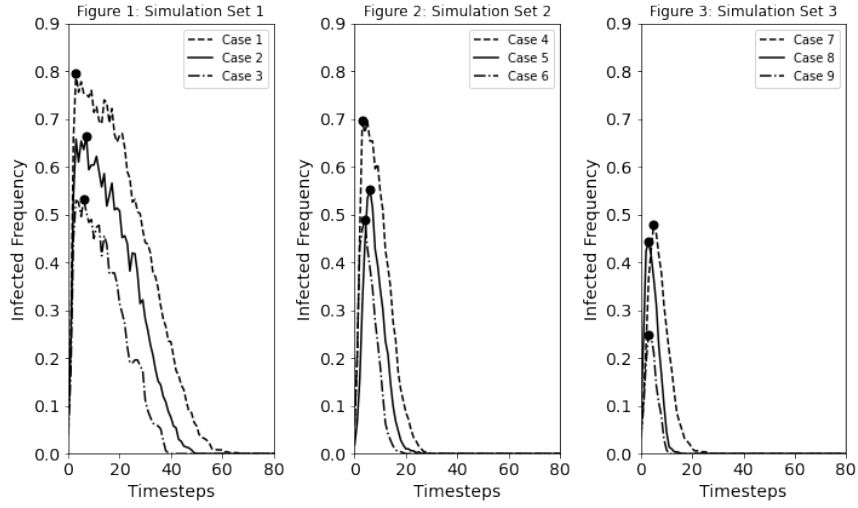 Figure 1: Simulation Set 1
0.9
0.8
0.7
0.6
0.5
0.4
0.3
0.2
0.1
0.0
Infected Frequency
Case 1
Case 2
Case 3
0 20 40 60 80
Timesteps
Figure 2: Simulation Set 2
0.9
0.8
0.7
0.6
0.5
0.4
0.3
0.2
0.1
0.0
Infected Frequency
Case 4
Case 5
Case 6
0 20 40 60 80
Timesteps
Figure 3: Simulation Set 3
0.9
0.8
0.7
0.6
0.5
0.4
0.3
0.2
0.1
0.0
Infected Frequency
Case 7
Case 8
Case 9
0 20 40 60 80
Timesteps